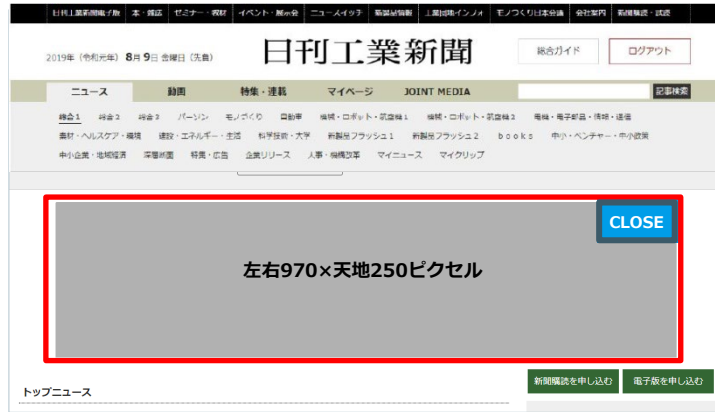 日刊工業新聞電子版 本・雑誌 セミナー・教材 イベント・展示会 ニュースイッチ 新製品情報 工業団地インフォ モノづくり日本会議 会社案内 新聞購読・試読
2019年（令和元年）8月9日 金曜日（先負）
日刊工業新聞
総合ガイド ログアウト
ニュース 動画 特集・連載 マイページ JOINT MEDIA 記事検索
総合1 総合2 総合3 パーソン モノづくり 自動車 機械・ロボット・航空機1 機械・ロボット・航空機2 電機・電子部品・情報・通信
素材・ヘルスケア・環境 建設・エネルギー・生活 科学技術・大学 新製品フラッシュ1 新製品フラッシュ2 books 中小・ベンチャー・中小政策
中小企業・地域経済 深層断面 特集・広告 企業リリース 人事・機構改革 マイニュース マイクリップ
CLOSE
左右970×天地250ピクセル
新聞購読を申し込む 電子版を申し込む
トップニュース